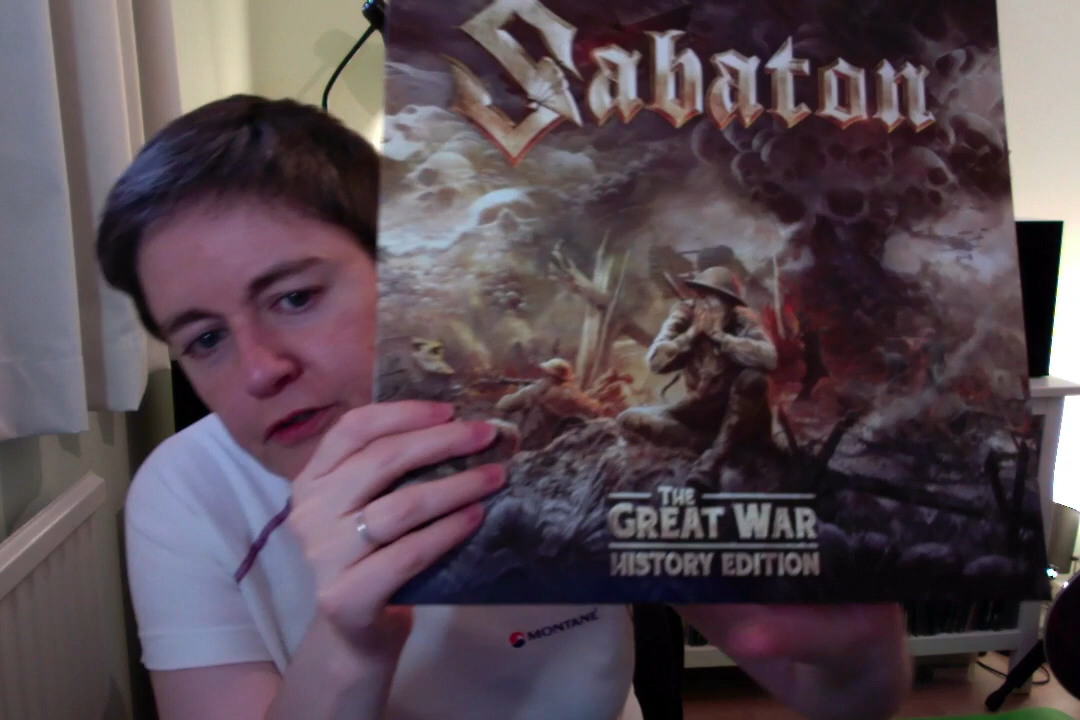 Sabaton
THE
GREAT WAR
HISTORY EDITION
MONTANE